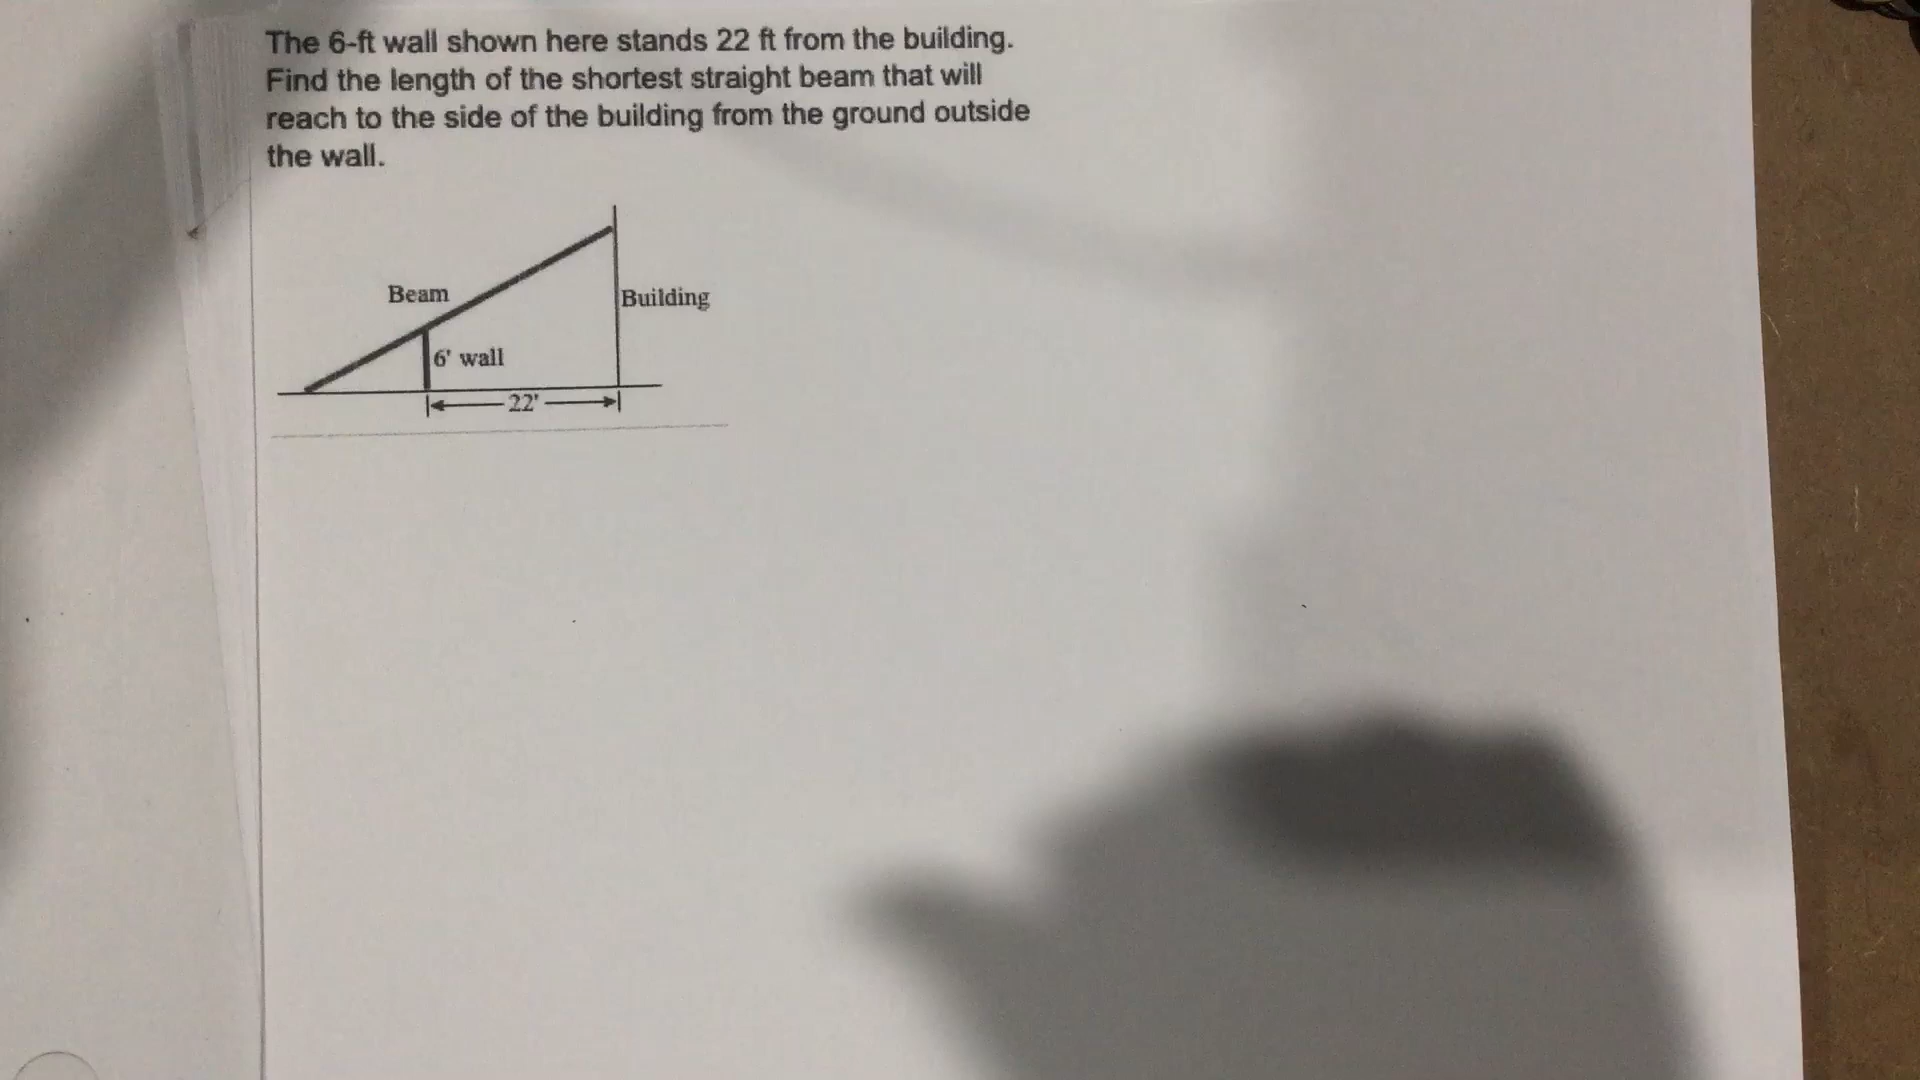 The 6-ft wall shown here stands 22 ft from the building.
Find the length of the shortest straight beam that will
reach to the side of the building from the ground outside
the wall.
Beam
Building
6' wall
22'